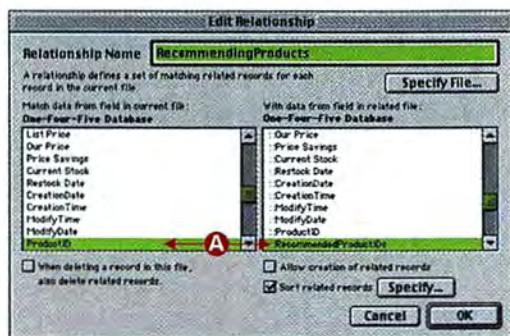 Edit Relationship
Relationship Name RecommendingProducts
A relationship defines a set of matching related records for each
record in the current file
Specify File...
Match data from field in current file:
One-Four-Five Database
List Price
Our Price
Price Savings
Current Stock
Restock Date
CreationDate
CreationTime
ModifyTime
ModifyDate
ProductID
A
With data from field in related file:
One-Four-Five Database
::Our Price
::Price Savings
::Current Stock
::Restock Date
::CreationDate
::CreationTime
::ModifyTime
::ModifyDate
::ProductID
::RecommendedProductIDs
When deleting a record in this file,
also delete related records.
Allow creation of related records
Sort related records Specify...
Cancel OK